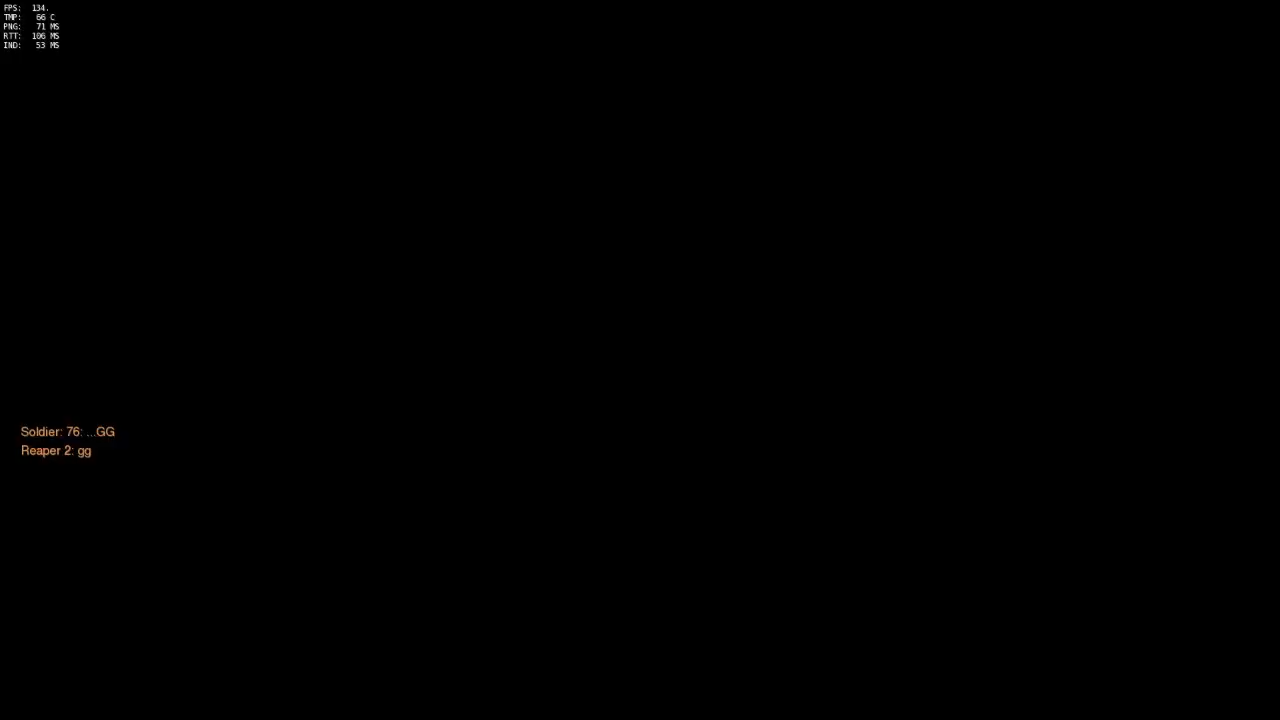 FPS: 134.
TMP: 66 C
PNG: 71 MS
RTT: 106 MS
IND: 53 MS
Soldier: 76: ...GG
Reaper 2: gg